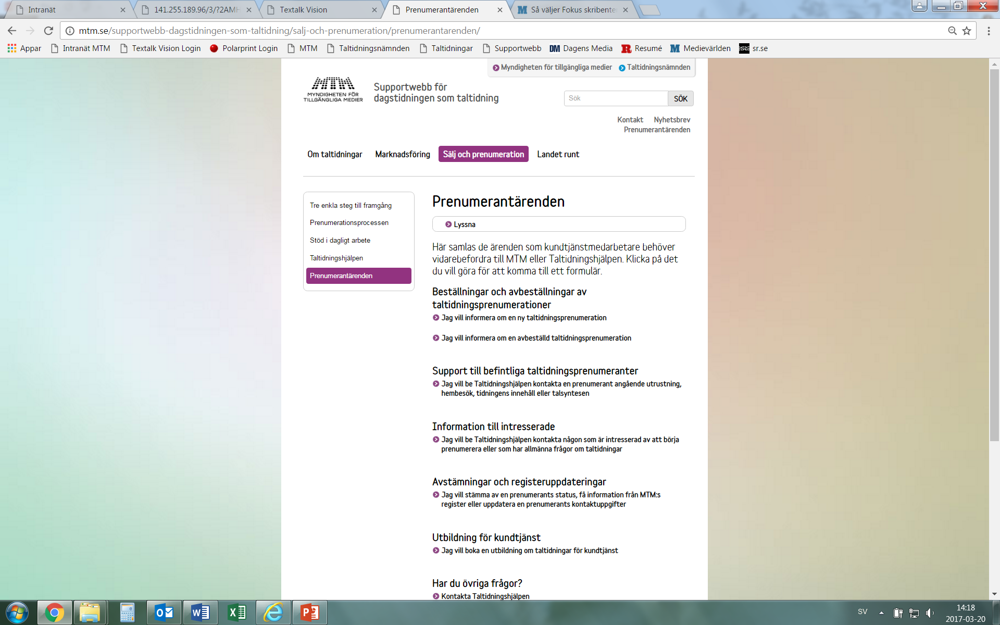 Intranät
141.255.189.96/3/?2AMH
Textalk Vision
Prenumerantärenden
Så väljer Fokus skribenter
mtm.se/supportwebb-dagstidningen-som-taltidning/salj-och-prenumeration/prenumerantarenden/
Appar
Intranät MTM
Textalk Vision Login
Polarprint Login
MTM
Taltidningsnämnden
Taltidningar
Supportwebb
DM Dagens Media
R. Resumé
M Medievärlden
sr.se
Myndigheten för tillgängliga medier
Taltidningsnämnden
MTM
MYNDIGHETEN FÖR
TILLGÄNGLIGA MEDIER
Supportwebb för
dagstidningen som taltidning
Sök
SÖK
Kontakt Nyhetsbrev
Prenumerantärenden
Om taltidningar
Marknadsföring
Sälj och prenumeration
Landet runt
Tre enkla steg till framgång
Prenumerationsprocessen
Stöd i dagligt arbete
Taltidningshjälpen
Prenumerantärenden
Prenumerantärenden
Lyssna
Här samlas de ärenden som kundtjänstmedarbetare behöver
vidarebefordra till MTM eller Taltidningshjälpen. Klicka på det
du vill göra för att komma till ett formulär.
Beställningar och avbeställningar av
taltidningsprenumerationer
Jag vill informera om en ny taltidningsprenumeration
Jag vill informera om en avbeställd taltidningsprenumeration
Support till befintliga taltidningsprenumeranter
Jag vill be Taltidningshjälpen kontakta en prenumerant angående utrustning,
hembesök, tidningens innehåll eller talsyntesen
Information till intresserade
Jag vill be Taltidningshjälpen kontakta någon som är intresserad av att börja
prenumerera eller som har allmänna frågor om taltidningar
Avstämningar och registeruppdateringar
Jag vill stämma av en prenumerants status, få information från MTM:s
register eller uppdatera en prenumerants kontaktuppgifter
Utbildning för kundtjänst
Jag vill boka en utbildning om taltidningar för kundtjänst
Har du övriga frågor?
Kontakta Taltidningshjälpen
SV
14:18
2017-03-20